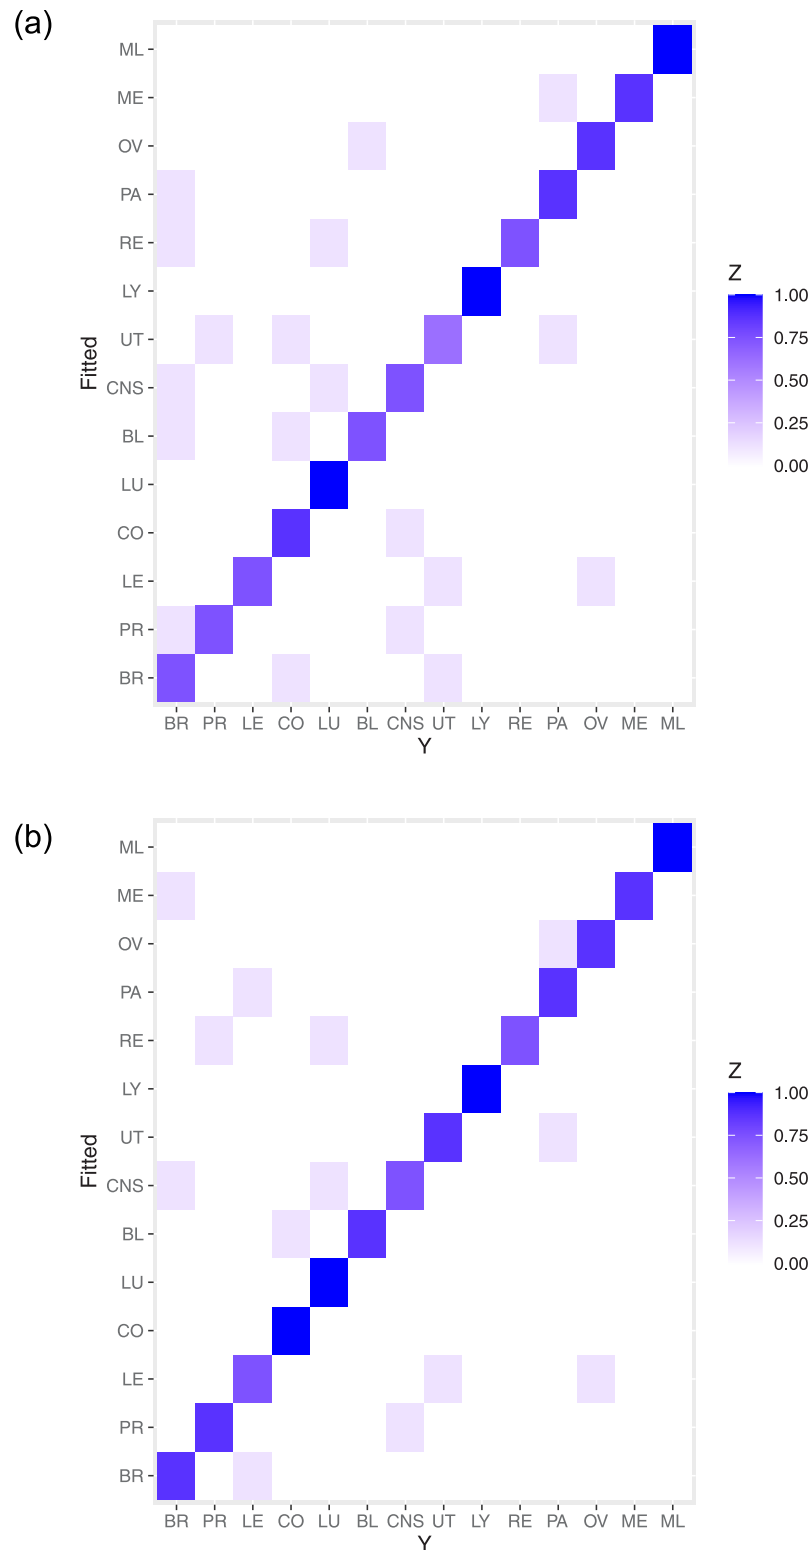 (a)
ML
ME
OV
PA
RE
LY
UT
CNS
BL
LU
CO
LE
PR
BR
Fitted
BR PR LE CO LU BL CNS UT LY RE PA OV ME ML
Y
Z
1.00
0.75
0.50
0.25
0.00
(b)
ML
ME
OV
PA
RE
LY
UT
CNS
BL
LU
CO
LE
PR
BR
Fitted
BR PR LE CO LU BL CNS UT LY RE PA OV ME ML
Y
Z
1.00
0.75
0.50
0.25
0.00